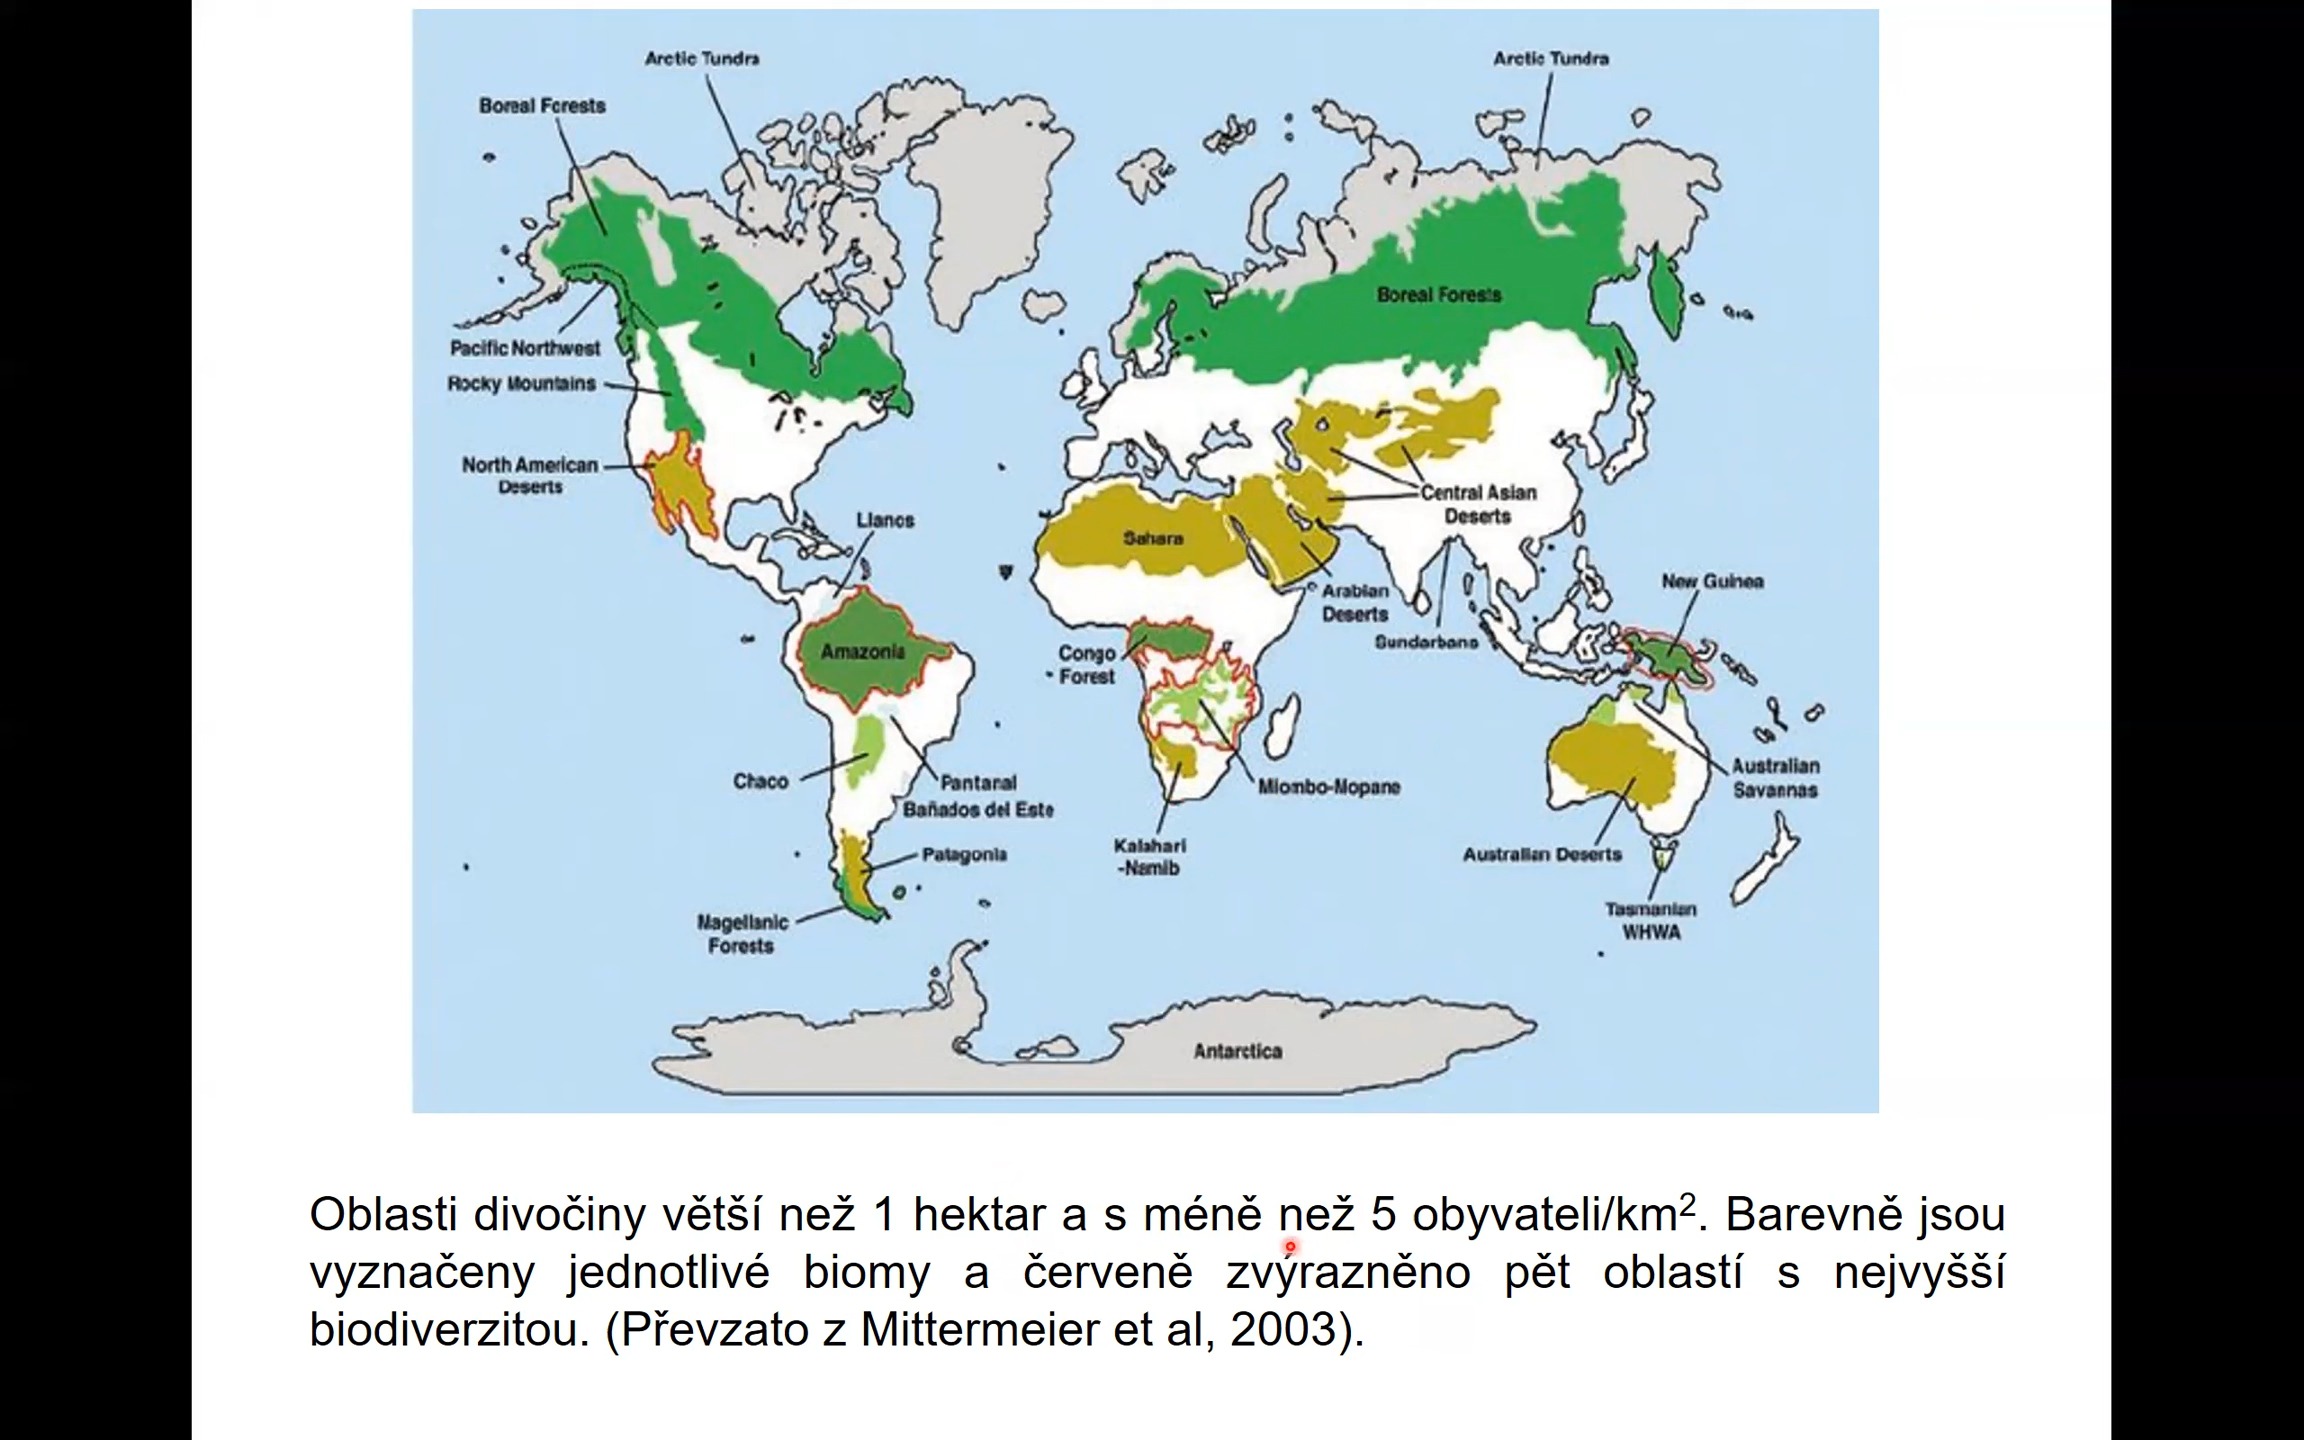 Arctic Tundra
Arctic Tundra
Boreal Forests
Boreal Forests
Pacific Northwest
Rocky Mountains
North American
Deserts
Central Asian
Deserts
Llanos
Sahara
New Guinea
Arabian
Deserts
Sundarbans
Amazonia
Congo
Forest
Chaco
Pantanal
Bañados del Este
Miombo-Mopane
Australian
Savannas
Patagonia
Kalahari
-Namib
Australian Deserts
Magellanic
Forests
Tasmanian
WHWA
Antarctica
Oblasti divočiny větší než 1 hektar a s méně než 5 obyvateli/km². Barevně jsou
vyznačeny jednotlivé biomy a červeně zvýrazněno pět oblastí s nejvyšší
biodiverzitou. (Převzato z Mittermeier et al, 2003).